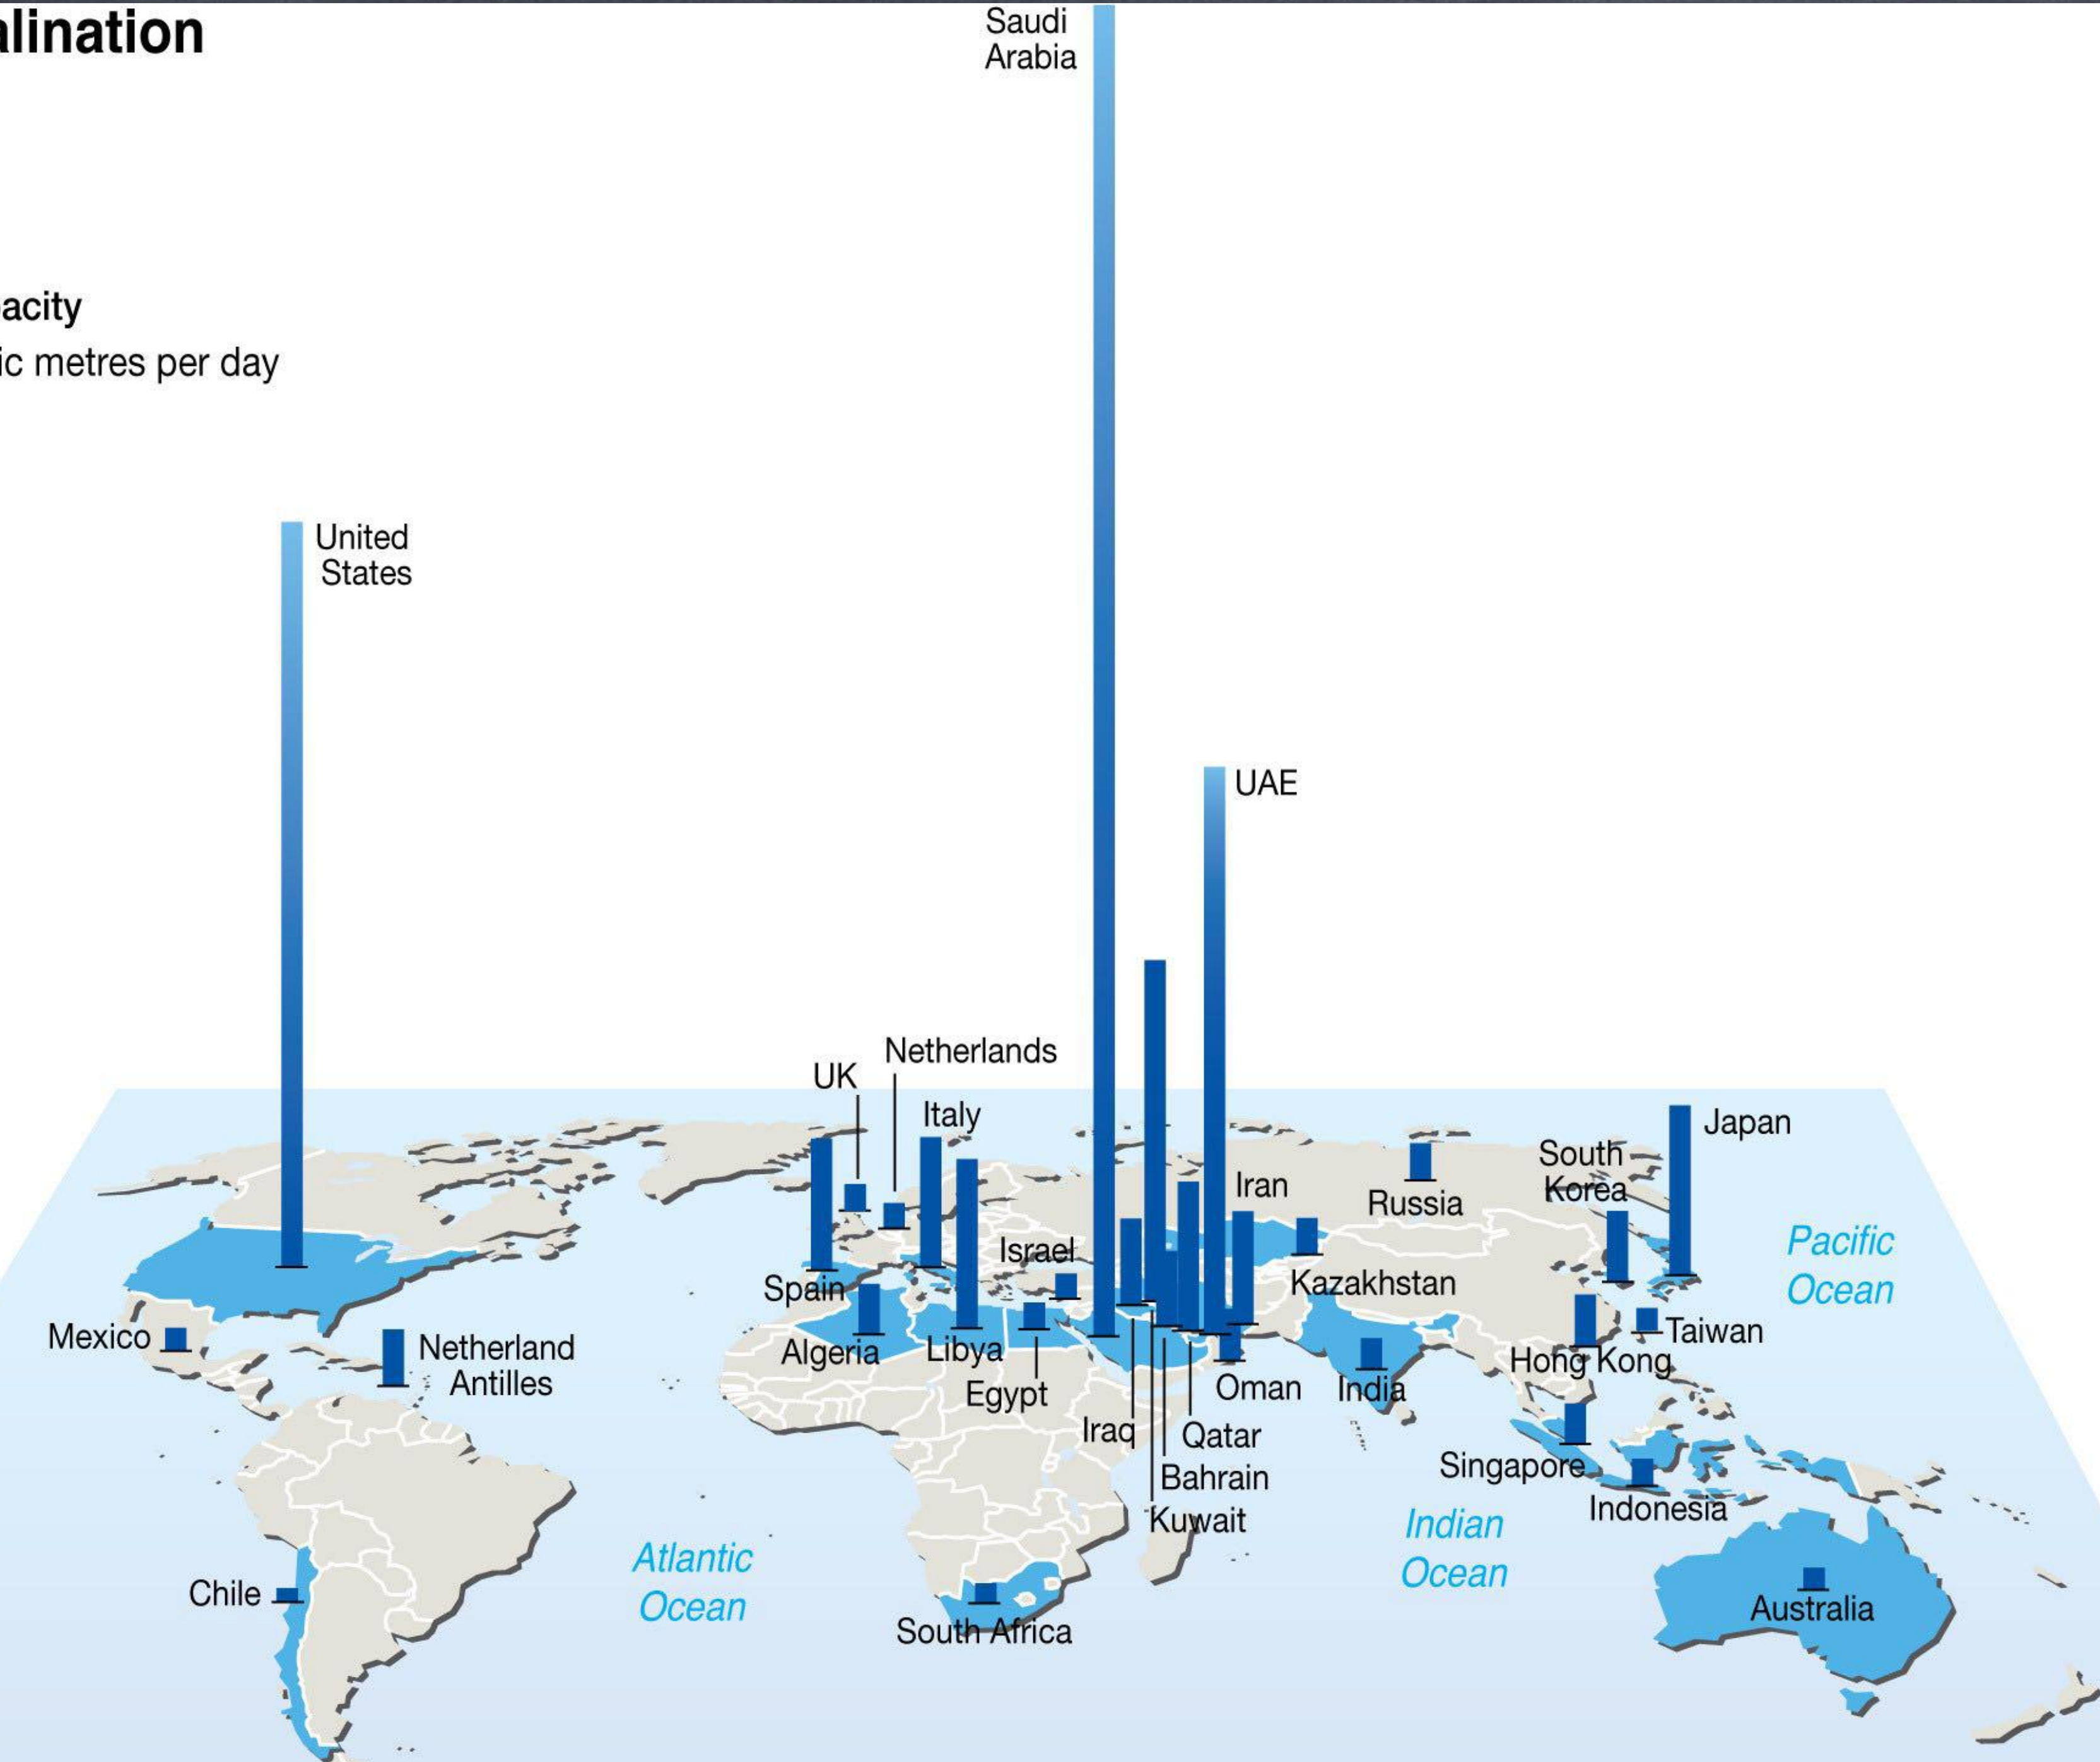 alination
acity
ic metres per day
Saudi
Arabia
United
States
UAE
Netherlands
UK
Italy
Japan
South
Korea
Iran
Russia
Israel
Pacific
Ocean
Spain
Kazakhstan
Mexico
Netherland
Antilles
Algeria
Libya
Taiwan
Hong Kong
Egypt
Oman
India
Iraq
Qatar
Singapore
Bahrain
Indonesia
Kuwait
Indian
Ocean
Atlantic
Ocean
Chile
South Africa
Australia